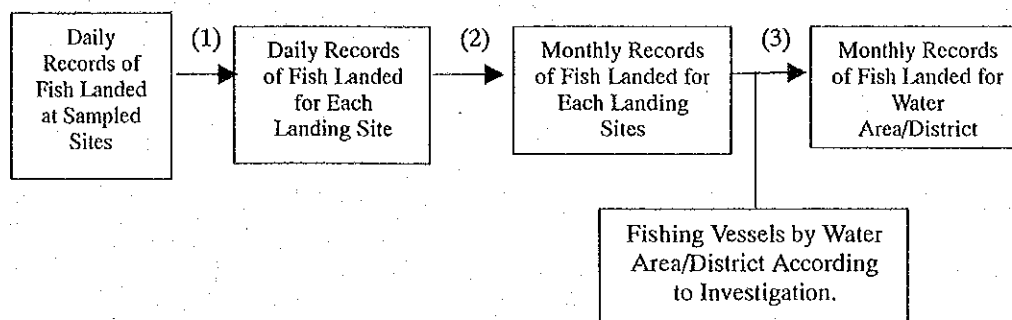 Daily
Records of
Fish Landed
at Sampled
Sites
(1)
Daily Records
of Fish Landed
for Each
Landing Site
(2)
Monthly Records
of Fish Landed for
Each Landing
Sites
(3)
Monthly Records
of Fish Landed for
Water
Area/District
Fishing Vessels by Water
Area/District According
to Investigation.